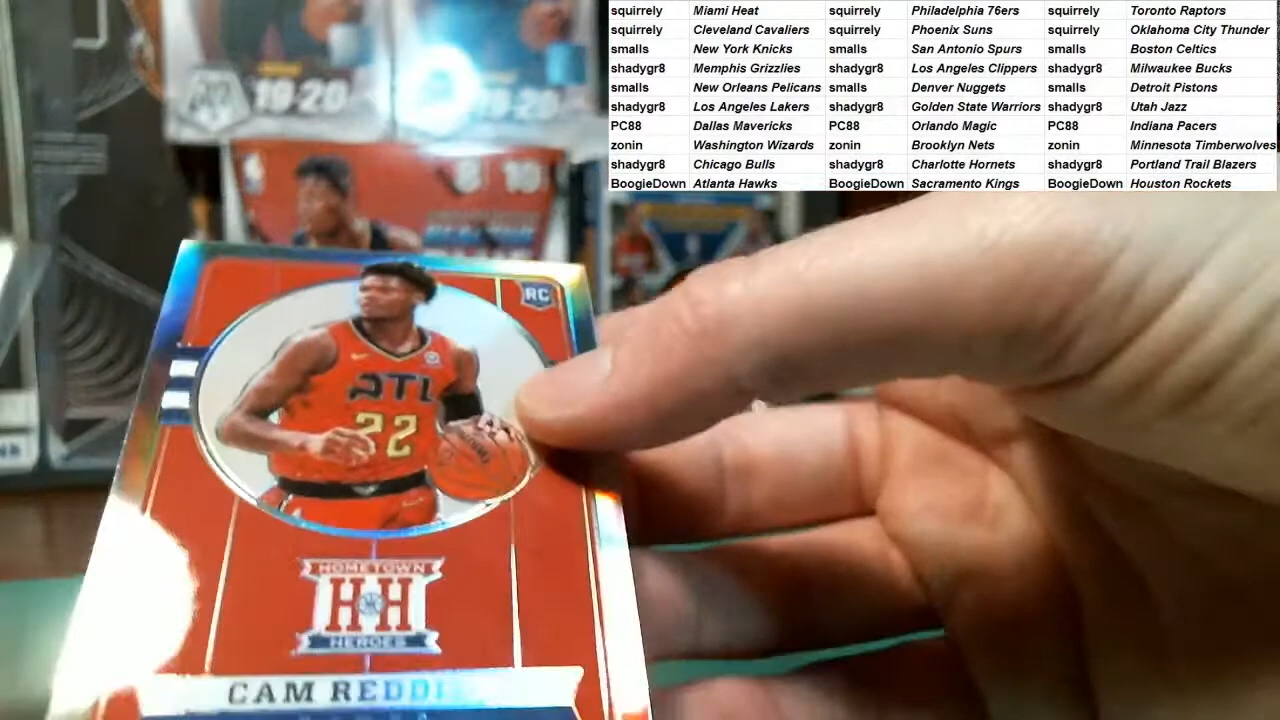 squirrely Miami Heat squirrely Philadelphia 76ers squirrely Toronto Raptors
squirrely Cleveland Cavaliers squirrely Phoenix Suns squirrely Oklahoma City Thunder
smalls New York Knicks smalls San Antonio Spurs smalls Boston Celtics
shadygr8 Memphis Grizzlies shadygr8 Los Angeles Clippers shadygr8 Milwaukee Bucks
smalls New Orleans Pelicans smalls Denver Nuggets smalls Detroit Pistons
shadygr8 Los Angeles Lakers shadygr8 Golden State Warriors shadygr8 Utah Jazz
PC88 Dallas Mavericks PC88 Orlando Magic PC88 Indiana Pacers
zonin Washington Wizards zonin Brooklyn Nets zonin Minnesota Timberwolves
shadygr8 Chicago Bulls shadygr8 Charlotte Hornets shadygr8 Portland Trail Blazers
BoogieDown Atlanta Hawks BoogieDown Sacramento Kings BoogieDown Houston Rockets
19-20 19-20
8 10
RC
ATL
22
HOMETOWN
HH
HEROES
CAM REDDI